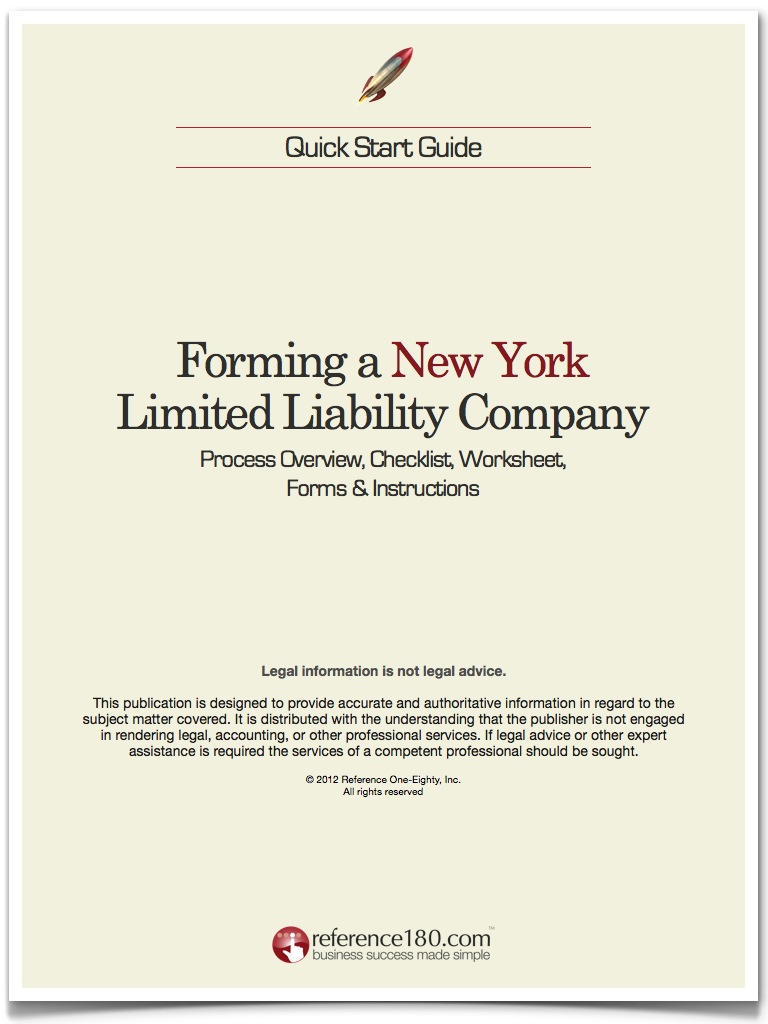 Quick Start Guide
Forming a New York
Limited Liability Company
Process Overview, Checklist, Worksheet,
Forms & Instructions
Legal information is not legal advice.
This publication is designed to provide accurate and authoritative information in regard to the
subject matter covered. It is distributed with the understanding that the publisher is not engaged
in rendering legal, accounting, or other professional services. If legal advice or other expert
assistance is required the services of a competent professional should be sought.
© 2012 Reference One-Eighty, Inc.
All rights reserved
reference180.com™
business success made simple